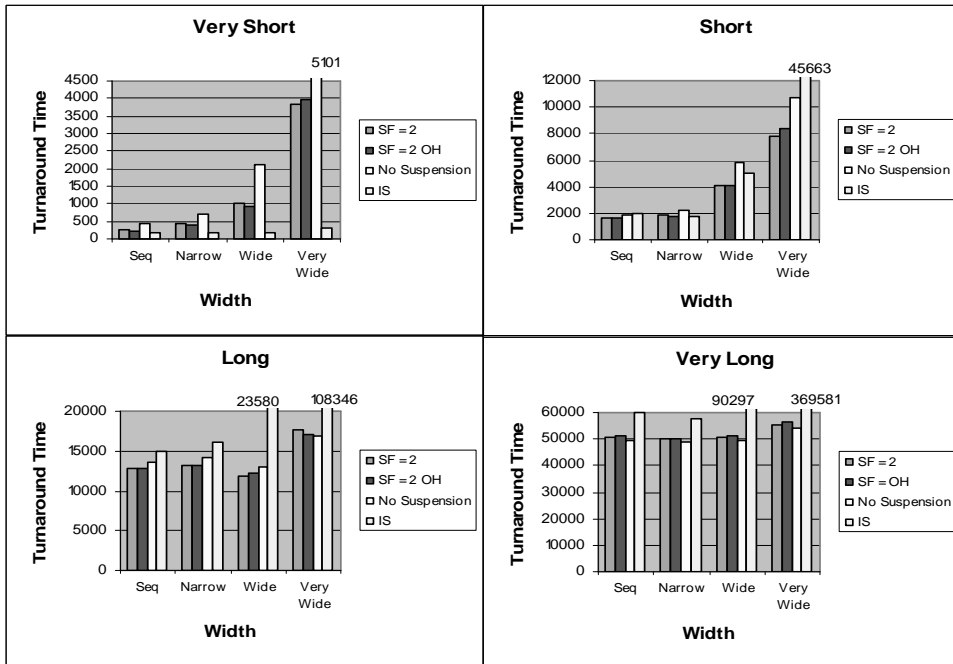 Very Short
5101
Turnaround Time
4500
4000
3500
3000
2500
2000
1500
1000
500
0
Seq Narrow Wide Very Wide
Width
SF = 2
SF = 2 OH
No Suspension
IS
Short
45663
Turnaround Time
12000
10000
8000
6000
4000
2000
0
Seq Narrow Wide Very Wide
Width
SF = 2
SF = 2 OH
No Suspension
IS
Long
23580 108346
Turnaround Time
20000
15000
10000
5000
0
Seq Narrow Wide Very Wide
Width
SF = 2
SF = 2 OH
No Suspension
IS
Very Long
90297 369581
Turnaround Time
60000
50000
40000
30000
20000
10000
0
Seq Narrow Wide Very Wide
Width
SF = 2
SF = OH
No Suspension
IS